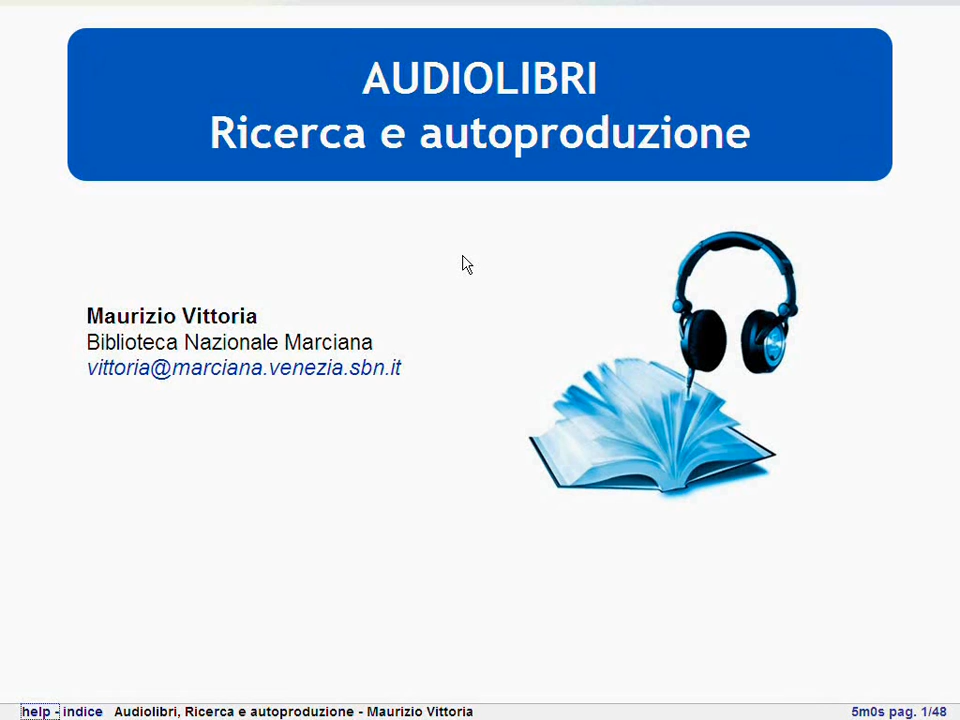 AUDIOLIBRI
Ricerca e autoproduzione
Maurizio Vittoria
Biblioteca Nazionale Marciana
vittoria@marciana.venezia.sbn.it
help - indice Audiolibri, Ricerca e autoproduzione - Maurizio Vittoria 5m0s pag. 1/48